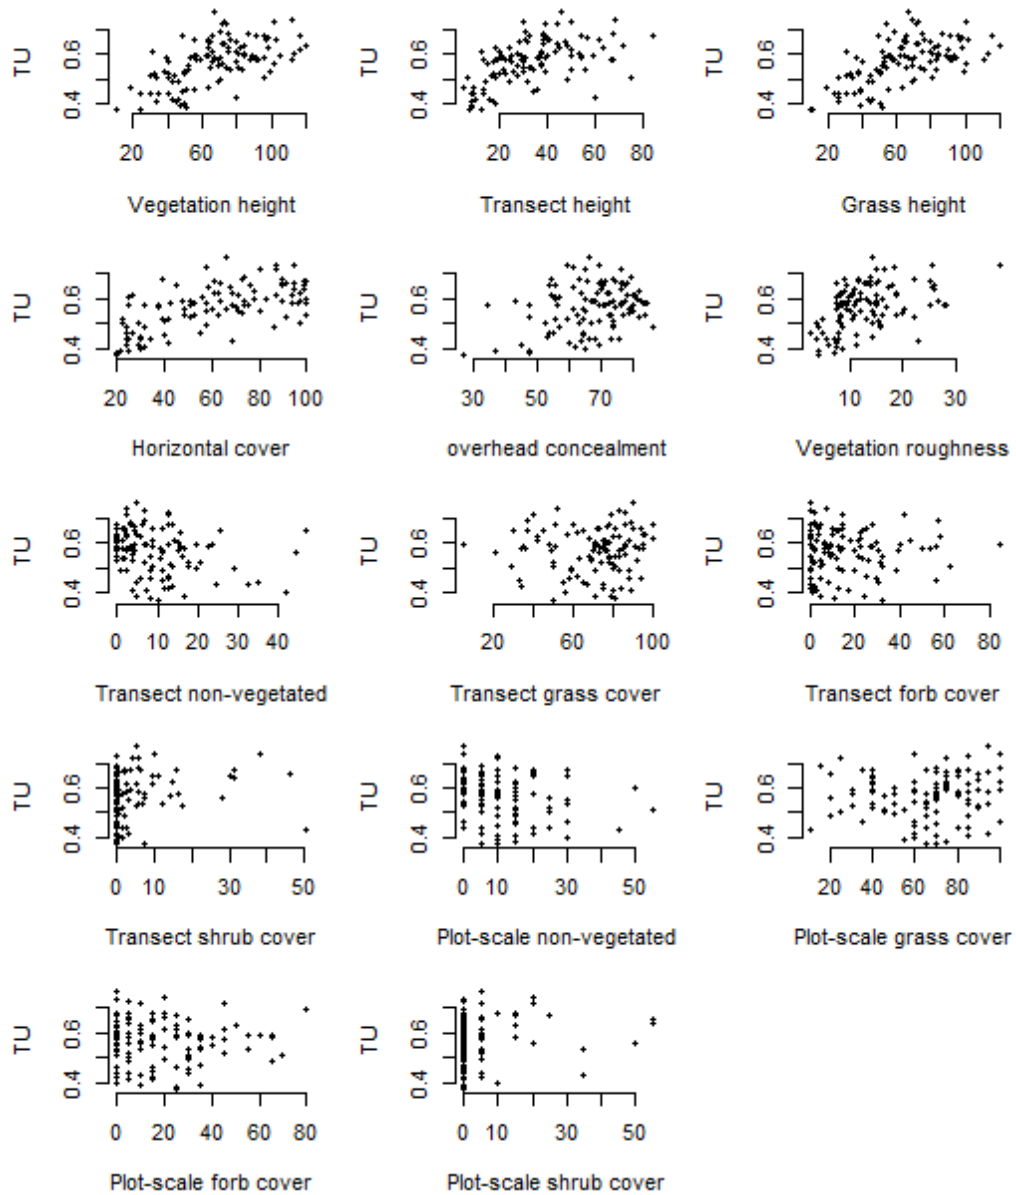 TU 0.4 0.6 20 60 100 Vegetation height
TU 0.4 0.6 20 40 60 80 Transect height
TU 0.4 0.6 20 60 100 Grass height
TU 0.4 0.6 20 40 60 80 100 Horizontal cover
TU 0.4 0.6 30 50 70 overhead concealment
TU 0.4 0.6 10 20 30 Vegetation roughness
TU 0.4 0.6 0 10 20 30 40 Transect non-vegetated
TU 0.4 0.6 20 60 100 Transect grass cover
TU 0.4 0.6 0 20 40 60 80 Transect forb cover
TU 0.4 0.6 0 10 30 50 Transect shrub cover
TU 0.4 0.6 0 10 30 50 Plot-scale non-vegetated
TU 0.4 0.6 20 40 60 80 Plot-scale grass cover
TU 0.4 0.6 0 20 40 60 80 Plot-scale forb cover
TU 0.4 0.6 0 10 30 50 Plot-scale shrub cover